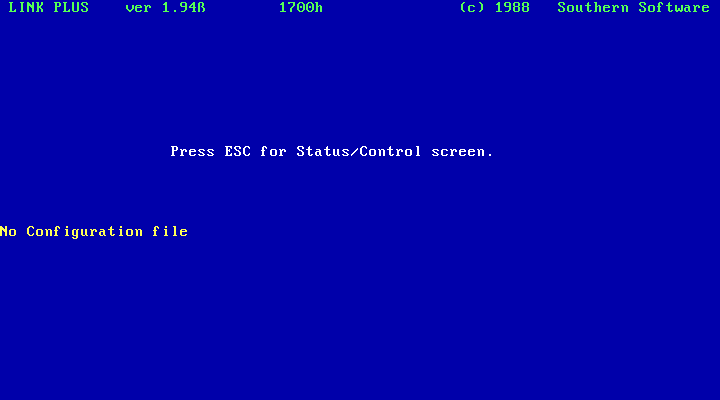 LINK PLUS    ver 1.94ß        1700h               (c) 1988   Southern Software
Press ESC for Status/Control screen.
No Configuration file